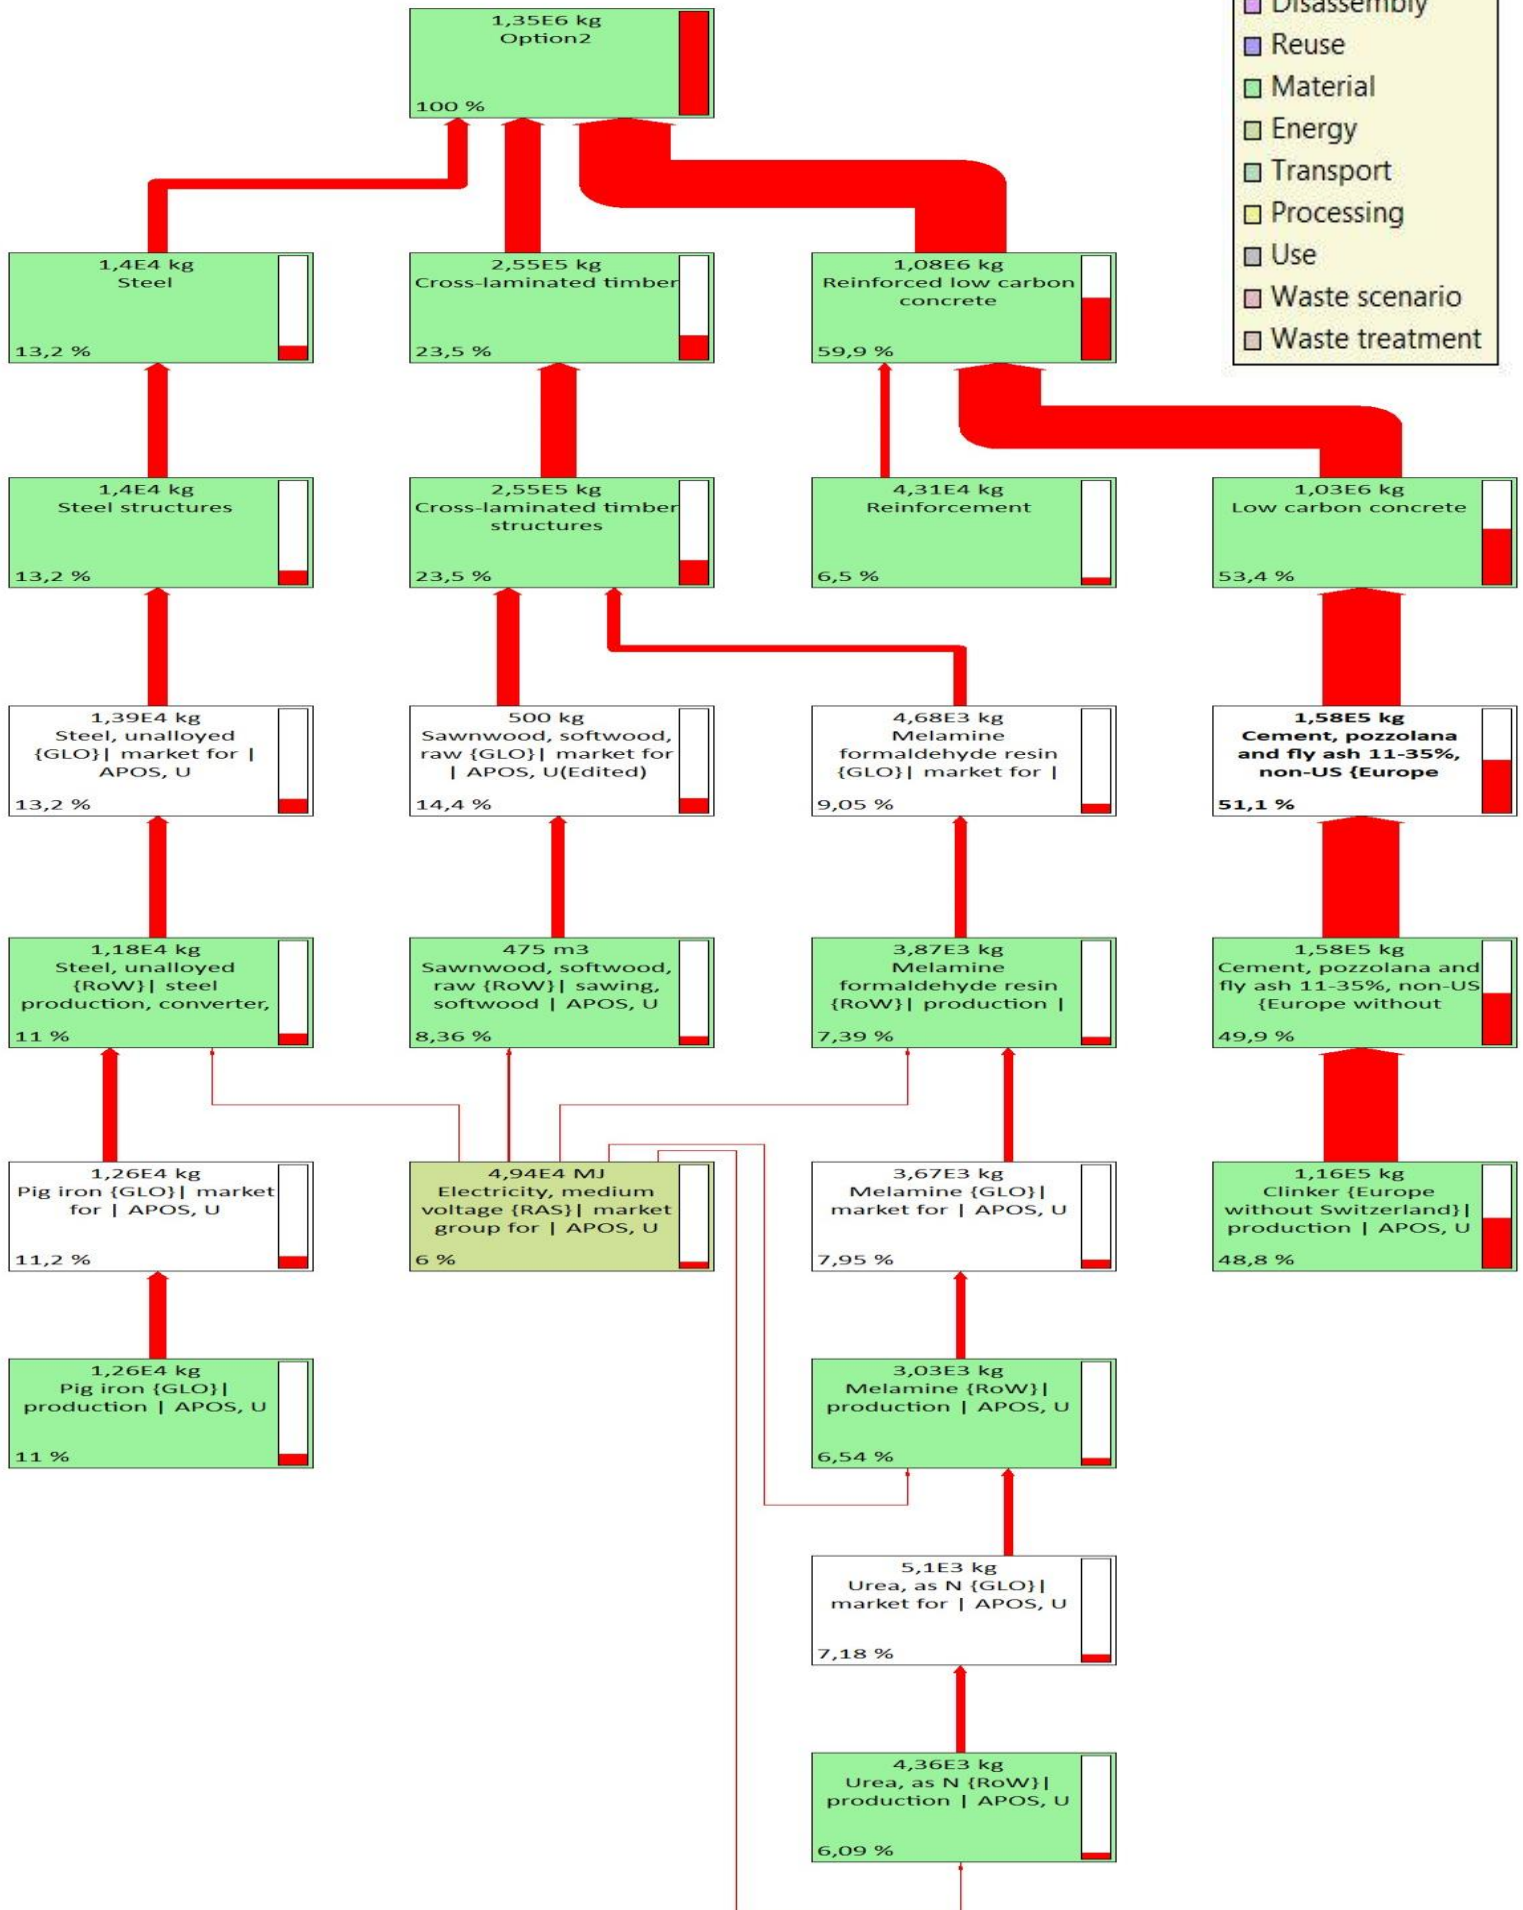 1,35E6 kg
Option2
100 %
Disassembly
Reuse
Material
Energy
Transport
Processing
Use
Waste scenario
Waste treatment
1,4E4 kg
Steel
13,2 %
2,55E5 kg
Cross-laminated timber
23,5 %
1,08E6 kg
Reinforced low carbon
concrete
59,9 %
1,4E4 kg
Steel structures
13,2 %
2,55E5 kg
Cross-laminated timber
structures
23,5 %
4,31E4 kg
Reinforcement
6,5 %
1,03E6 kg
Low carbon concrete
53,4 %
1,39E4 kg
Steel, unalloyed
{GLO}| market for |
APOS, U
13,2 %
500 kg
Sawnwood, softwood,
raw {GLO}| market for
| APOS, U(Edited)
14,4 %
4,68E3 kg
Melamine
formaldehyde resin
{GLO}| market for |
9,05 %
1,58E5 kg
Cement, pozzolana
and fly ash 11-35%,
non-US {Europe
51,1 %
1,18E4 kg
Steel, unalloyed
{RoW}| steel
production, converter,
11 %
475 m3
Sawnwood, softwood,
raw {RoW}| sawing,
softwood | APOS, U
8,36 %
3,87E3 kg
Melamine
formaldehyde resin
{RoW}| production |
7,39 %
1,58E5 kg
Cement, pozzolana and
fly ash 11-35%, non-US
{Europe without
49,9 %
1,26E4 kg
Pig iron {GLO}| market
for | APOS, U
11,2 %
4,94E4 MJ
Electricity, medium
voltage {RAS}| market
group for | APOS, U
6 %
3,67E3 kg
Melamine {GLO}|
market for | APOS, U
7,95 %
1,16E5 kg
Clinker {Europe
without Switzerland}|
production | APOS, U
48,8 %
1,26E4 kg
Pig iron {GLO}|
production | APOS, U
11 %
3,03E3 kg
Melamine {RoW}|
production | APOS, U
6,54 %
5,1E3 kg
Urea, as N {GLO}|
market for | APOS, U
7,18 %
4,36E3 kg
Urea, as N {RoW}|
production | APOS, U
6,09 %